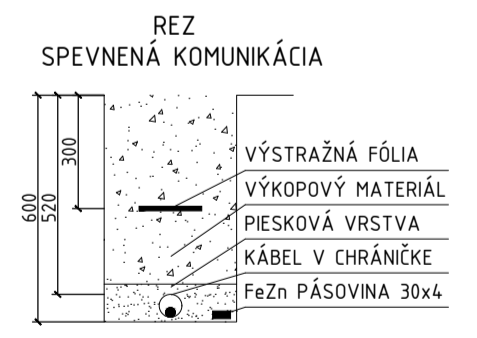 REZ
SPEVNENÁ KOMUNIKÁCIA
300
520
600
VÝSTRAŽNÁ FÓLIA
VÝKOPOVÝ MATERIÁL
PIESKOVÁ VRSTVA
KÁBEL V CHRÁNIČKE
FeZn PÁSOVINA 30x4